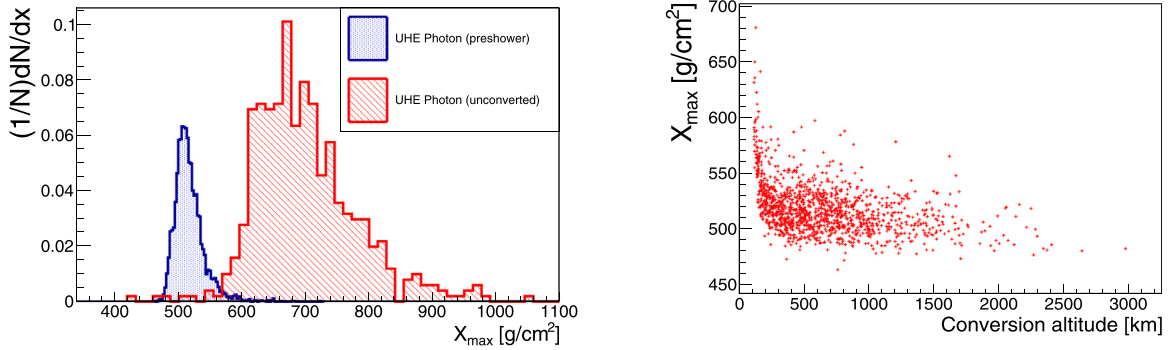 (1/N)dN/dx
0.1
0.08
0.06
0.04
0.02
0
400 500 600 700 800 900 1000 1100
X_max [g/cm²]
UHE Photon (preshower)
UHE Photon (unconverted)
X_max [g/cm²]
700
650
600
550
500
450
0 500 1000 1500 2000 2500 3000
Conversion altitude [km]